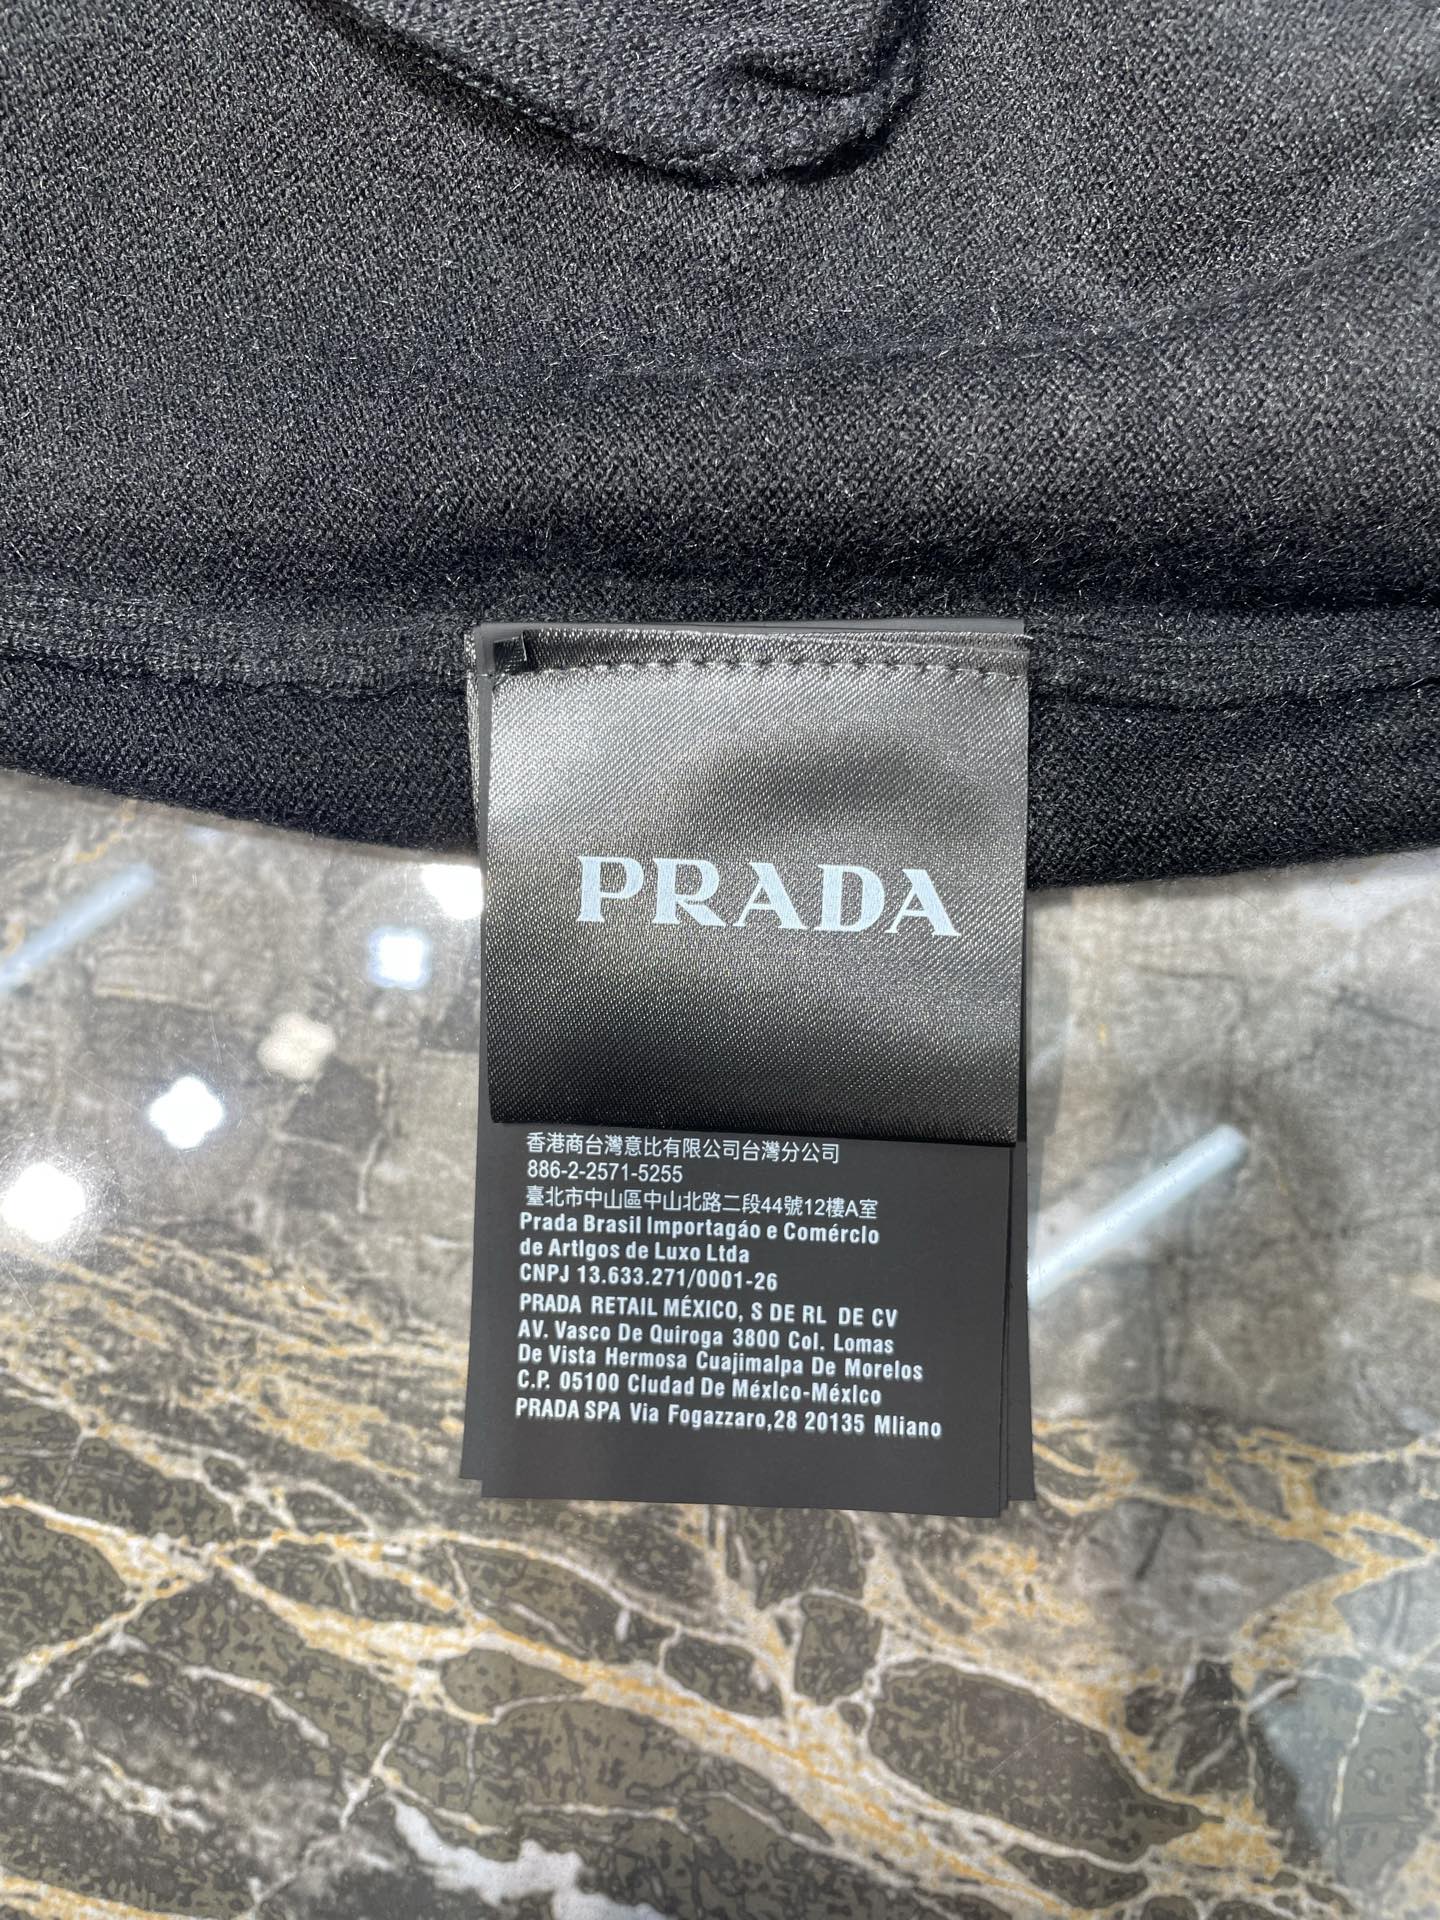 PRADA
香港商台灣意比有限公司台灣分公司
886-2-2571-5255
臺北市中山區中山北路二段44號12樓A室
Prada Brasil lmportagáo e Comérclo
de Artlgos de Luxo Ltda
CNPJ 13.633.271/0001-26
PRADA RETAIL MÉXICO, S DE RL DE CV
AV. Vasco De Quiroga 3800 Col. Lomas
De Vista Hermosa Cuajimalpa De Morelos
C.P. 05100 Cludad De Méxlco-Méxlco
PRADA SPA Via Fogazzaro,28 20135 Mllano